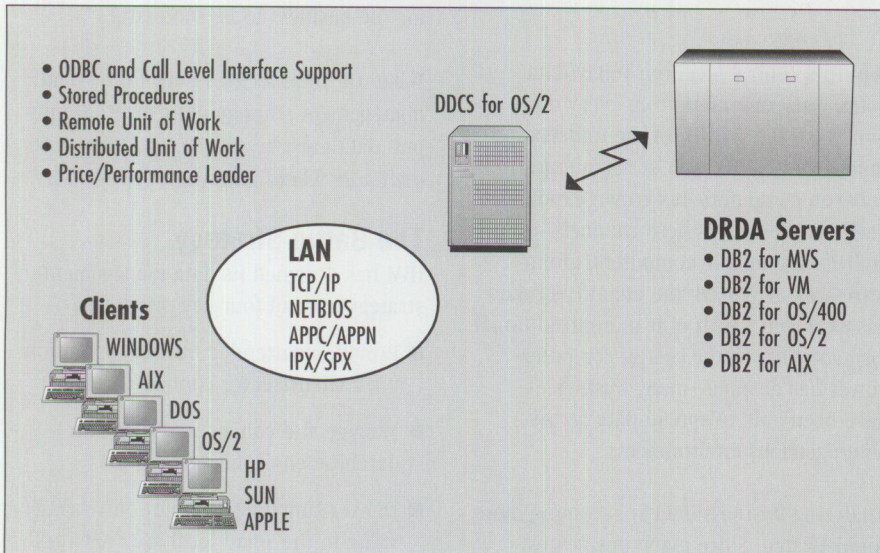 • ODBC and Call Level Interface Support
• Stored Procedures
• Remote Unit of Work
• Distributed Unit of Work
• Price/Performance Leader
DDCS for OS/2
LAN
TCP/IP
NETBIOS
APPC/APPN
IPX/SPX
Clients
WINDOWS
AIX
DOS
OS/2
HP
SUN
APPLE
DRDA Servers
• DB2 for MVS
• DB2 for VM
• DB2 for OS/400
• DB2 for OS/2
• DB2 for AIX